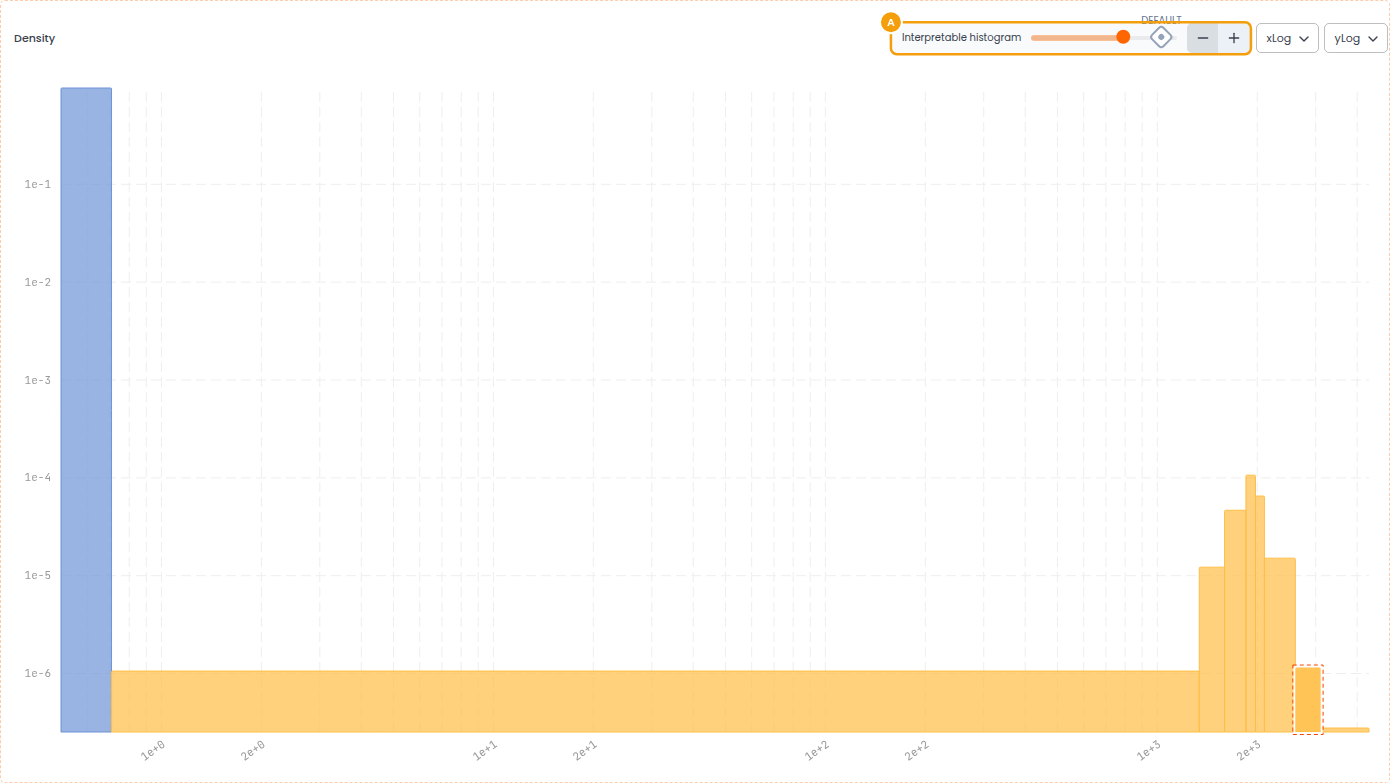 DEFAULT
A
Density
Interpretable histogram
− +
xLog
yLog
1e-1
1e-2
1e-3
1e-4
1e-5
1e-6
1e+0 2e+0 1e+1 2e+1 1e+2 2e+2 1e+3 2e+3